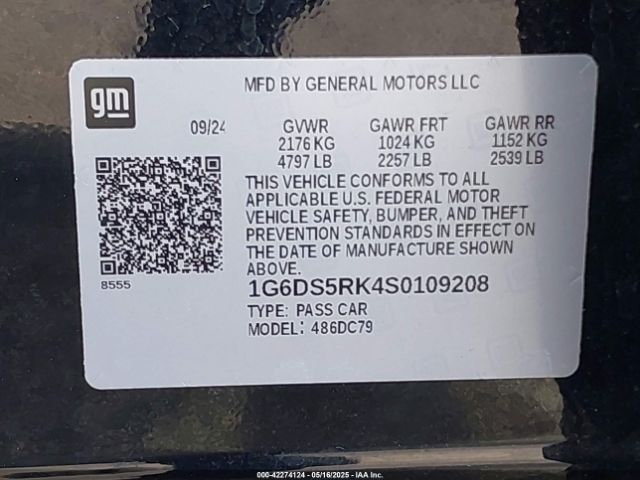 gm
MFD BY GENERAL MOTORS LLC
09/24 GVWR GAWR FRT GAWR RR
2176 KG 1024 KG 1152 KG
4797 LB 2257 LB 2539 LB
THIS VEHICLE CONFORMS TO ALL
APPLICABLE U.S. FEDERAL MOTOR
VEHICLE SAFETY, BUMPER, AND THEFT
PREVENTION STANDARDS IN EFFECT ON
THE DATE OF MANUFACTURE SHOWN
ABOVE.
8555
1G6DS5RK4S0109208
TYPE: PASS CAR
MODEL: 486DC79
000-42274124 - 05/16/2025 - IAA Inc.